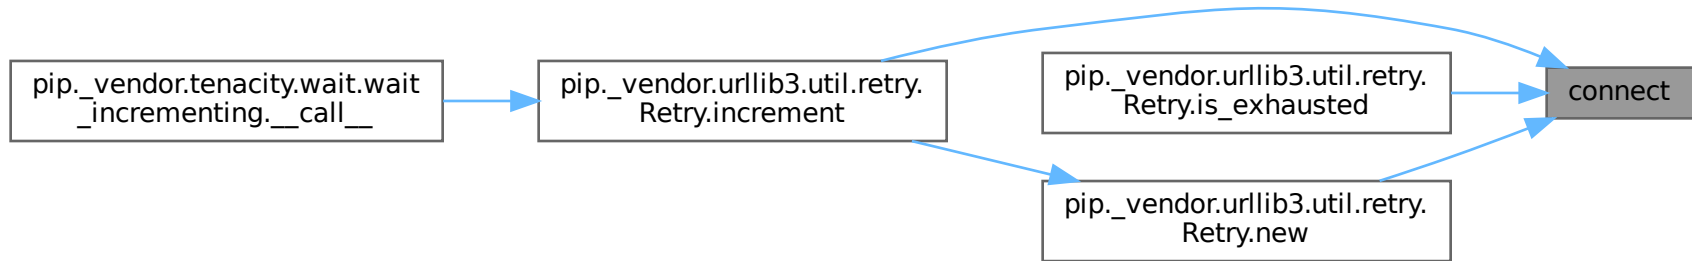 pip._vendor.tenacity.wait.wait
_incrementing.__call__
pip._vendor.urllib3.util.retry.
Retry.increment
pip._vendor.urllib3.util.retry.
Retry.is_exhausted
pip._vendor.urllib3.util.retry.
Retry.new
connect